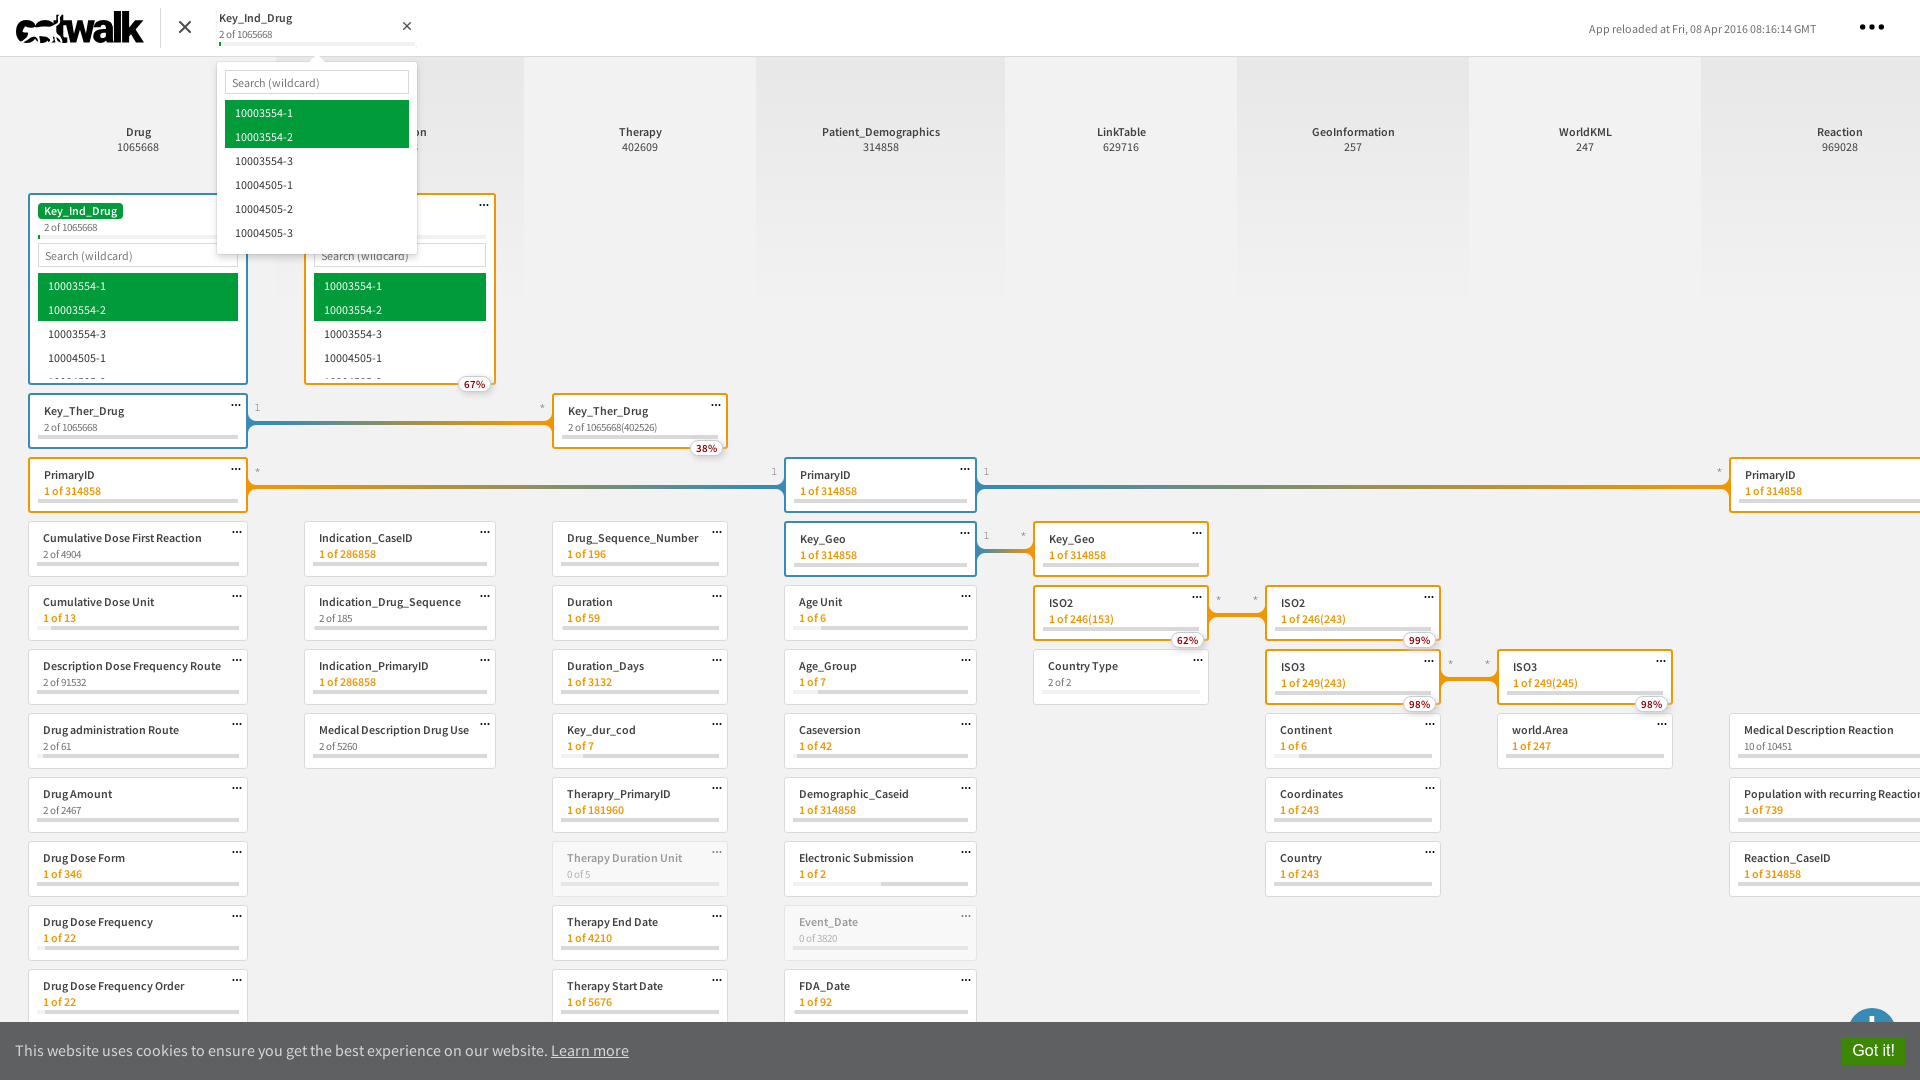 catwalk
Key_Ind_Drug
2 of 1065668
App reloaded at Fri, 08 Apr 2016 08:16:14 GMT
Search (wildcard)
10003554-1
10003554-2
10003554-3
10004505-1
10004505-2
10004505-3
Drug
1065668
Therapy
402609
Patient_Demographics
314858
LinkTable
629716
GeoInformation
257
WorldKML
247
Reaction
969028
Key_Ind_Drug
2 of 1065668
Search (wildcard)
10003554-1
10003554-2
10003554-3
10004505-1
Search (wildcard)
10003554-1
10003554-2
10003554-3
10004505-1
67%
Key_Ther_Drug
2 of 1065668
1
*
Key_Ther_Drug
2 of 1065668(402526)
38%
PrimaryID
1 of 314858
*
1
PrimaryID
1 of 314858
1
*
PrimaryID
1 of 314858
Cumulative Dose First Reaction
2 of 4904
Indication_CaseID
1 of 286858
Drug_Sequence_Number
1 of 196
Key_Geo
1 of 314858
1
*
Key_Geo
1 of 314858
Cumulative Dose Unit
1 of 13
Indication_Drug_Sequence
2 of 185
Duration
1 of 59
Age Unit
1 of 6
ISO2
1 of 246(153)
62%
*
*
ISO2
1 of 246(243)
99%
Description Dose Frequency Route
2 of 91532
Indication_PrimaryID
1 of 286858
Duration_Days
1 of 3132
Age_Group
1 of 7
Country Type
2 of 2
ISO3
1 of 249(243)
98%
*
*
ISO3
1 of 249(245)
98%
Drug administration Route
2 of 61
Medical Description Drug Use
2 of 5260
Key_dur_cod
1 of 7
Caseversion
1 of 42
Continent
1 of 6
world.Area
1 of 247
Medical Description Reaction
10 of 10451
Drug Amount
2 of 2467
Therapry_PrimaryID
1 of 181960
Demographic_Caseid
1 of 314858
Coordinates
1 of 243
Population with recurring Reaction
1 of 739
Drug Dose Form
1 of 346
Therapy Duration Unit
0 of 5
Electronic Submission
1 of 2
Country
1 of 243
Reaction_CaseID
1 of 314858
Drug Dose Frequency
1 of 22
Therapy End Date
1 of 4210
Event_Date
0 of 3820
Drug Dose Frequency Order
1 of 22
Therapy Start Date
1 of 5676
FDA_Date
1 of 92
This website uses cookies to ensure you get the best experience on our website. Learn more
Got it!